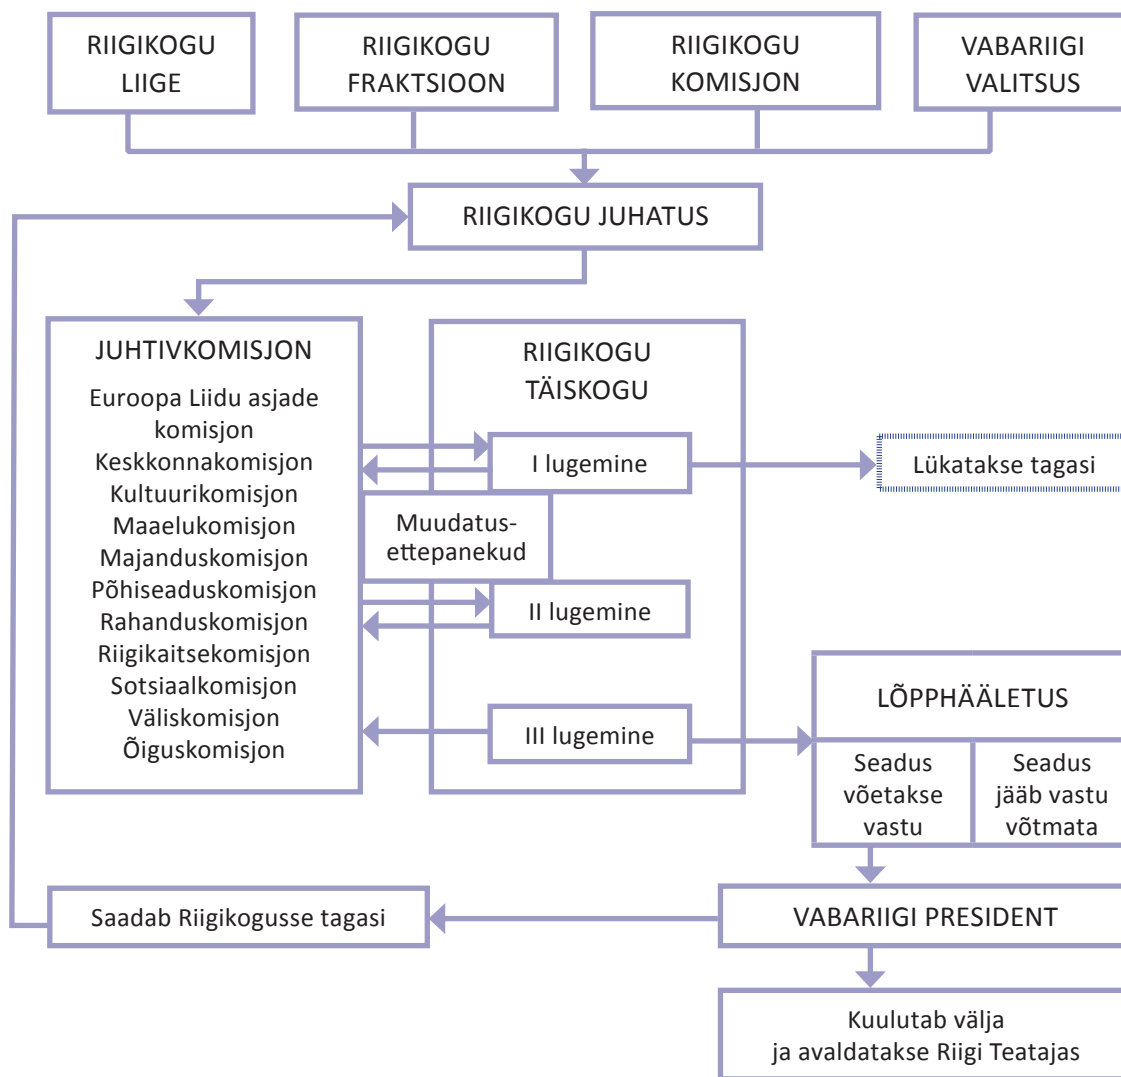 RIIGIKOGU
LIIGE
RIIGIKOGU
FRAKTSIOON
RIIGIKOGU
KOMISJON
VABARIIGI
VALITSUS
RIIGIKOGU JUHATUS
JUHTIVKOMISJON
Euroopa Liidu asjade
komisjon
Keskkonnakomisjon
Kultuurikomisjon
Maaelukomisjon
Majanduskomisjon
Põhiseaduskomisjon
Rahanduskomisjon
Riigikaitsekomisjon
Sotsiaalkomisjon
Väliskomisjon
Õiguskomisjon
RIIGIKOGU
TÄISKOGU
I lugemine
Muudatus-
ettepanekud
II lugemine
III lugemine
Lükatakse tagasi
LÕPPHÄÄLETUS
Seadus
võetakse
vastu
Seadus
jääb vastu
võtmata
Saadab Riigikogusse tagasi
VABARIIGI PRESIDENT
Kuulutab välja
ja avaldatakse Riigi Teatajas